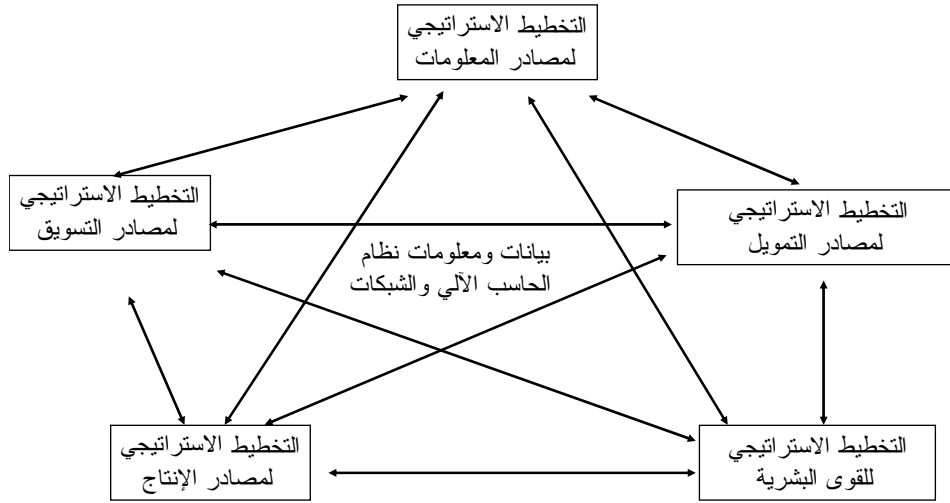 التخطيط الاستراتيجي
لمصادر المعلومات
التخطيط الاستراتيجي
لمصادر التمويل
التخطيط الاستراتيجي
لمصادر التسويق
بيانات ومعلومات نظام
الحاسب الآلي والشبكات
التخطيط الاستراتيجي
للقوى البشرية
التخطيط الاستراتيجي
لمصادر الإنتاج